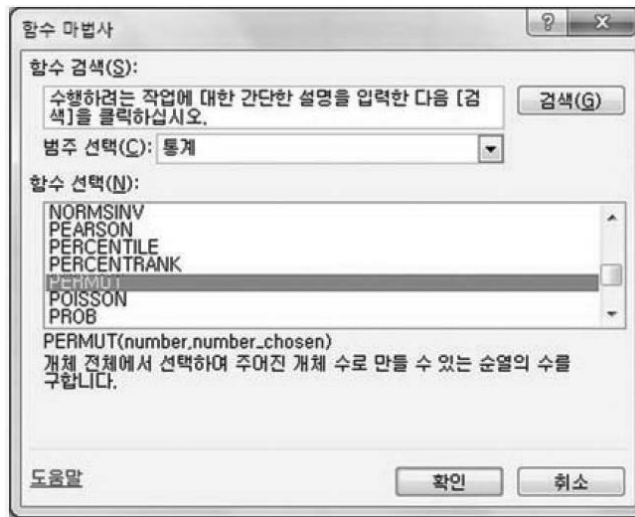 함수 마법사
함수 검색(S):
수행하려는 작업에 대한 간단한 설명을 입력한 다음 [검
색]을 클릭하십시오.
검색(G)
범주 선택(C): 통계
함수 선택(N):
NORMSINV
PEARSON
PERCENTILE
PERCENTRANK
PERMUT
POISSON
PROB
PERMUT(number,number_chosen)
개체 전체에서 선택하여 주어진 개체 수로 만들 수 있는 순열의 수를
구합니다.
도움말
확인
취소